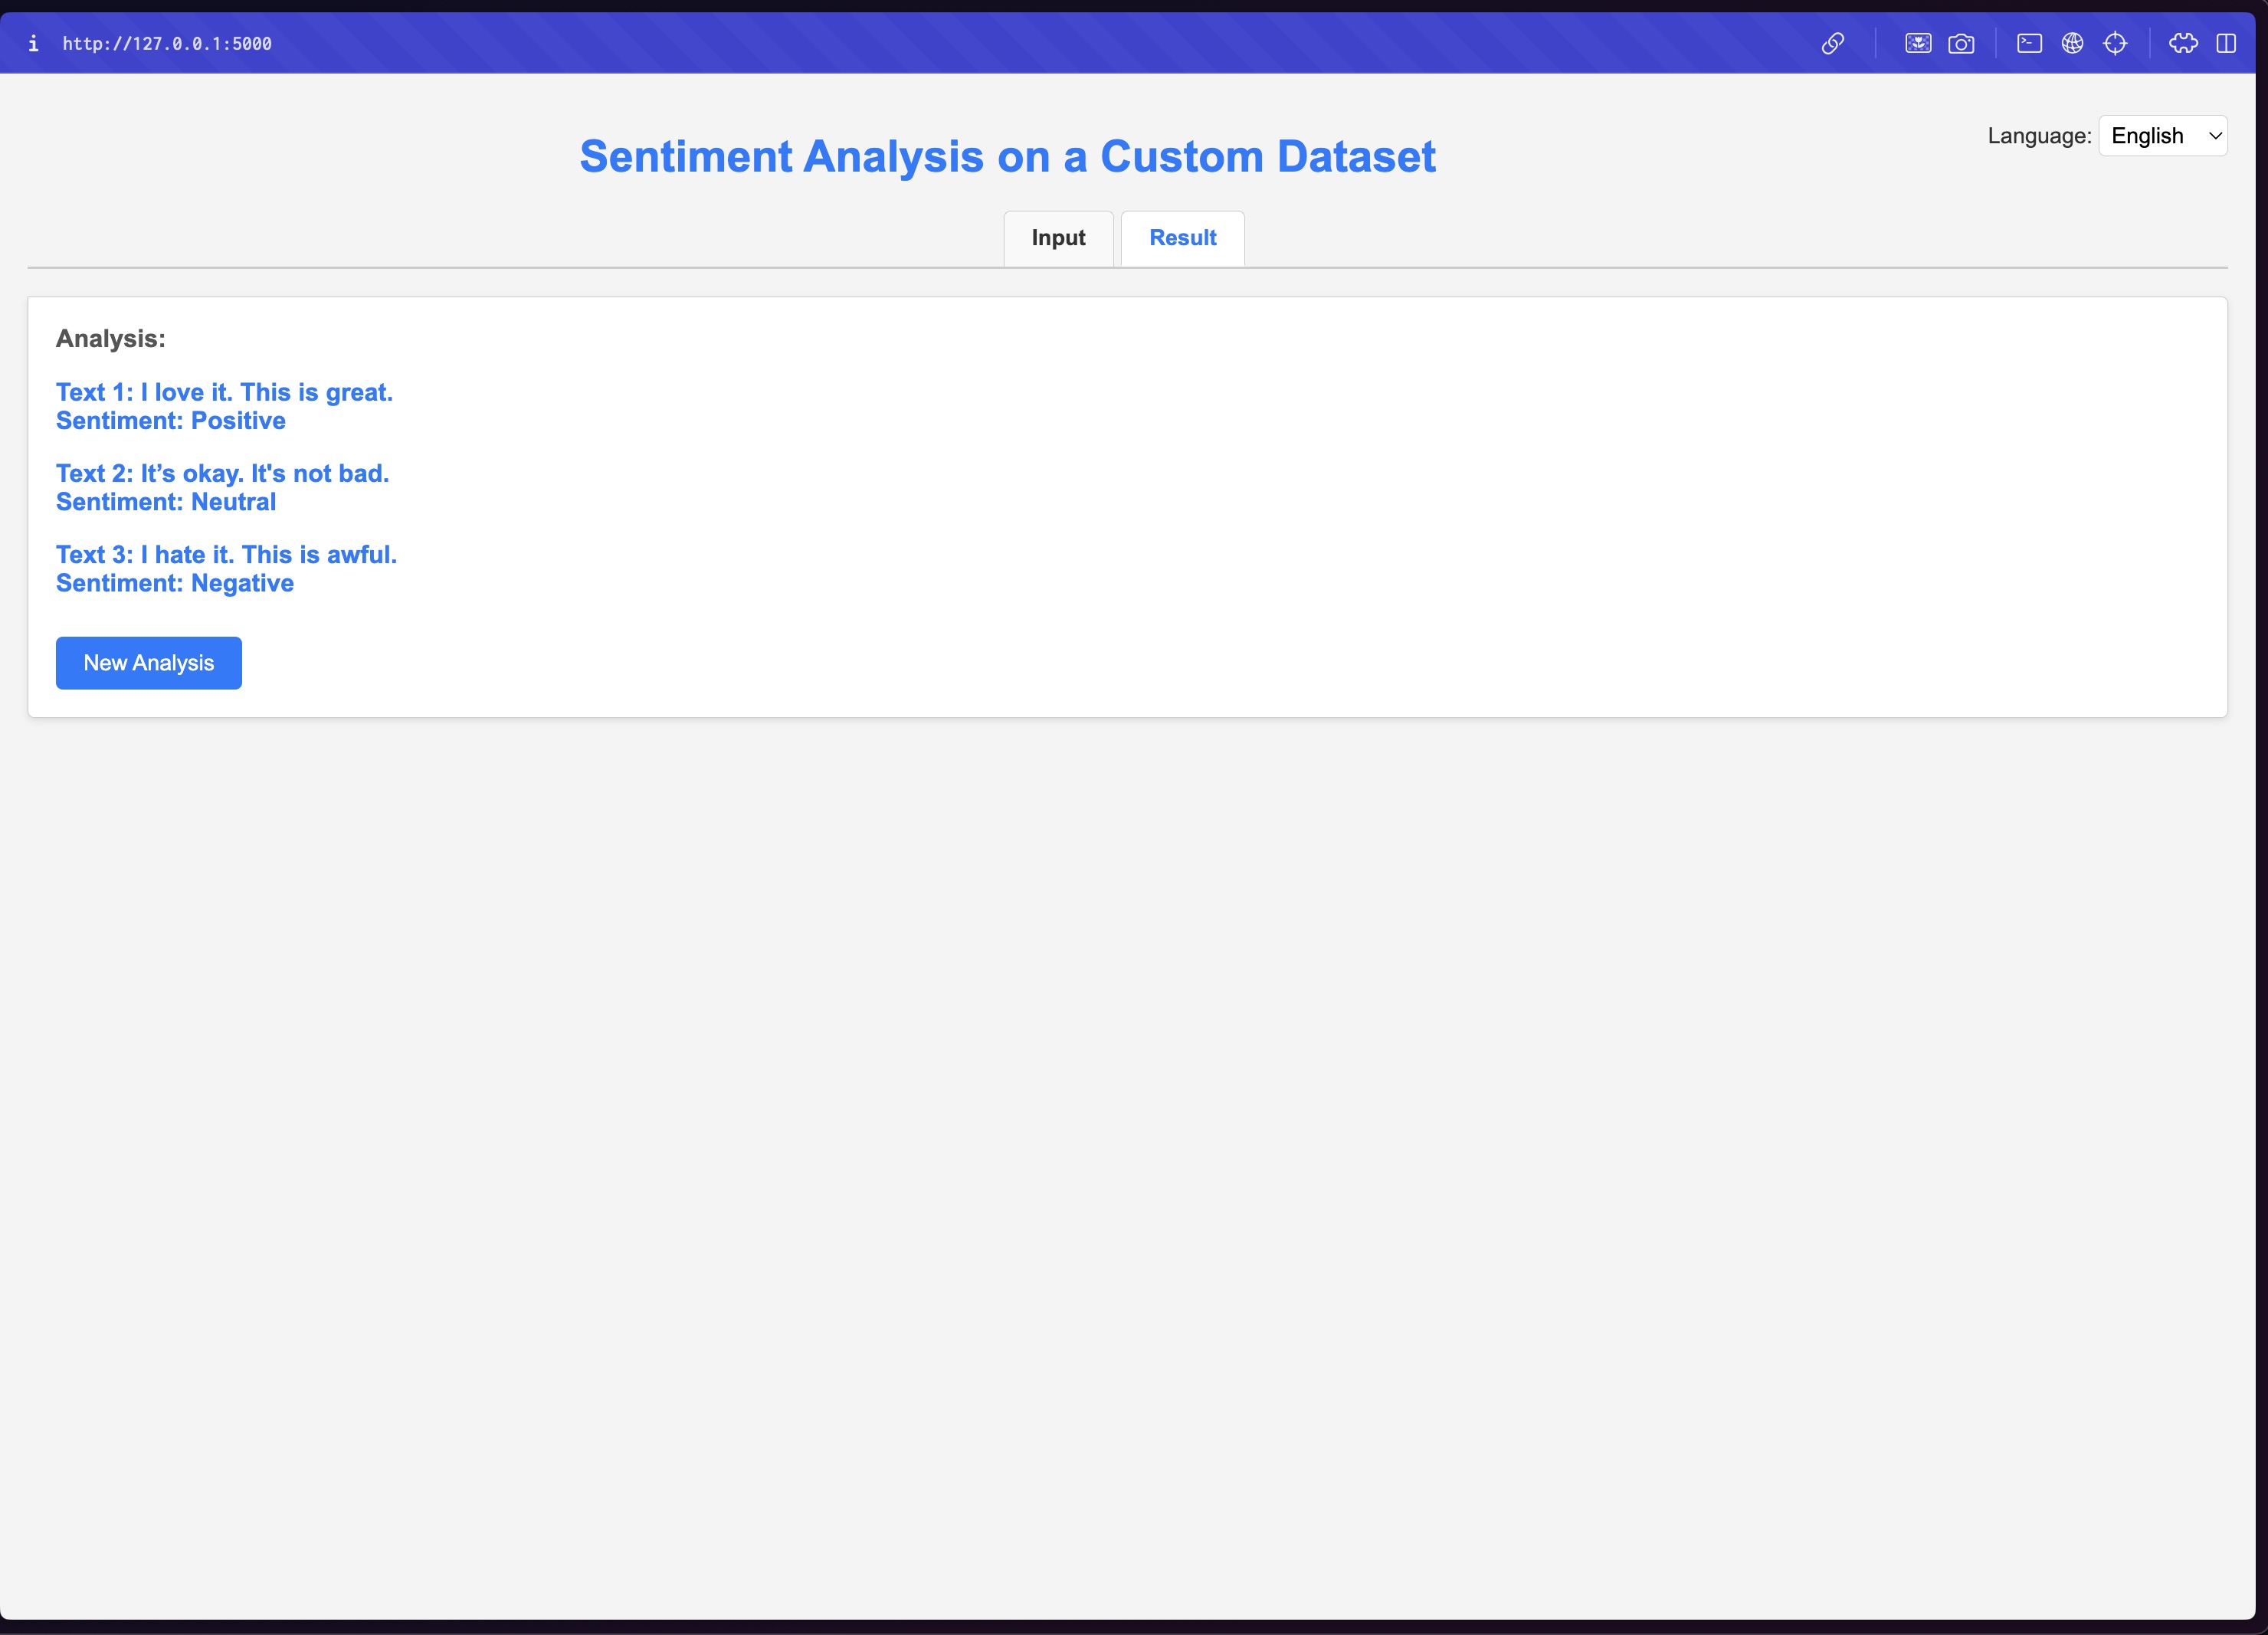 i http://127.0.0.1:5000
Language: English
Sentiment Analysis on a Custom Dataset
Input Result
Analysis:
Text 1: I love it. This is great.
Sentiment: Positive
Text 2: It’s okay. It's not bad.
Sentiment: Neutral
Text 3: I hate it. This is awful.
Sentiment: Negative
New Analysis